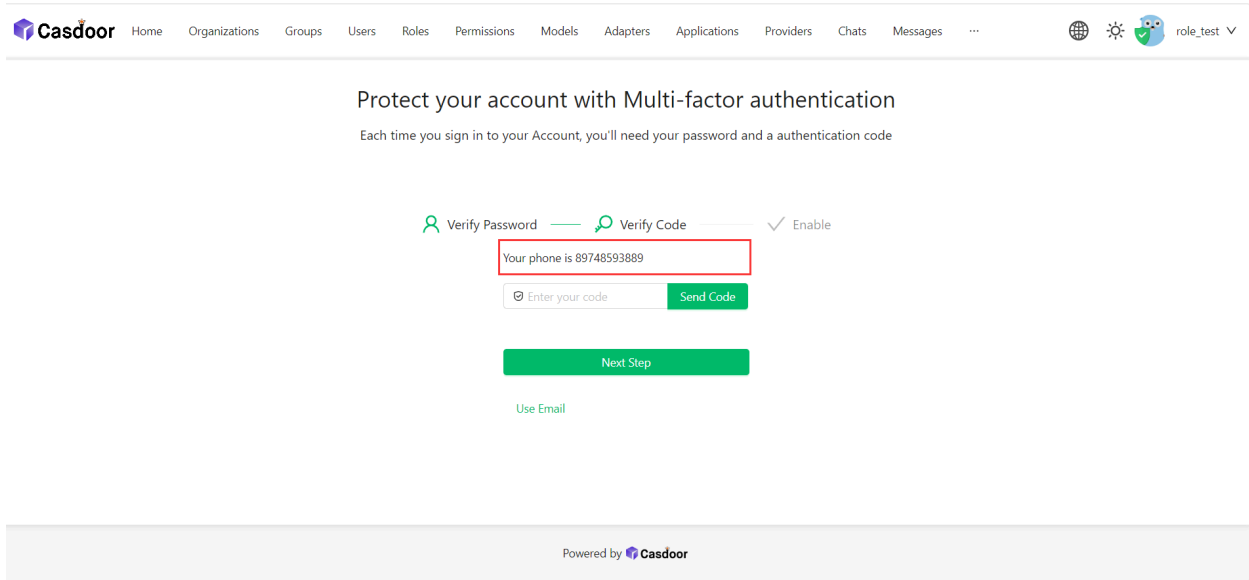 Casdoor Home Organizations Groups Users Roles Permissions Models Adapters Applications Providers Chats Messages ··· role_test
Protect your account with Multi-factor authentication
Each time you sign in to your Account, you'll need your password and a authentication code
Verify Password Verify Code Enable
Your phone is 89748593889
Enter your code Send Code
Next Step
Use Email
Powered by Casdoor